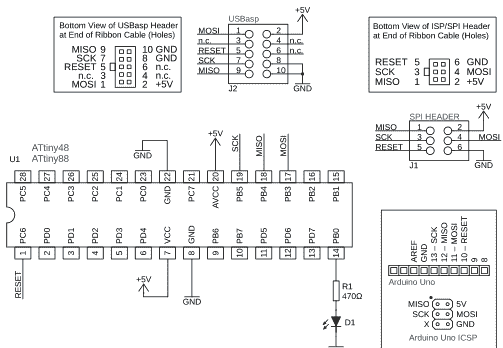 Bottom View of USBasp Header
at End of Ribbon Cable (Holes)
MISO 9 10 GND
SCK 7 8 GND
RESET 5 6 n.c.
n.c. 3 4 n.c.
MOSI 1 2 +5V
USBasp
+5V
MOSI 1 2
n.c. 3 4 n.c.
RESET 5 6 n.c.
SCK 7 8
MISO 9 10
J2
GND
Bottom View of ISP/SPI Header
at End of Ribbon Cable (Holes)
RESET 5 6 GND
SCK 3 4 MOSI
MISO 1 2 +5V
SPI HEADER
+5V
MISO 1 2
SCK 3 4 MOSI
RESET 5 6
J1
GND
ATTiny48
ATTiny88
U1
GND
+5V
SCK
MISO
MOSI
28 27 26 25 24 23 22 21 20 19 18 17 16 15
PC5 PC4 PC3 PC2 PC1 PC0 GND PC7 AVCC PB5 PB4 PB3 PB2 PB1
PC6 PD0 PD1 PD2 PD3 PD4 VCC GND PB6 PB7 PD5 PD6 PD7 PB0
1 2 3 4 5 6 7 8 9 10 11 12 13 14
RESET
+5V
GND
R1
470Ω
D1
AREF
GND
13 – SCK
12 – MISO
11 – MOSI
10 – RESET
9
8
Arduino Uno
MISO 5V
SCK MOSI
X GND
Arduino Uno ICSP